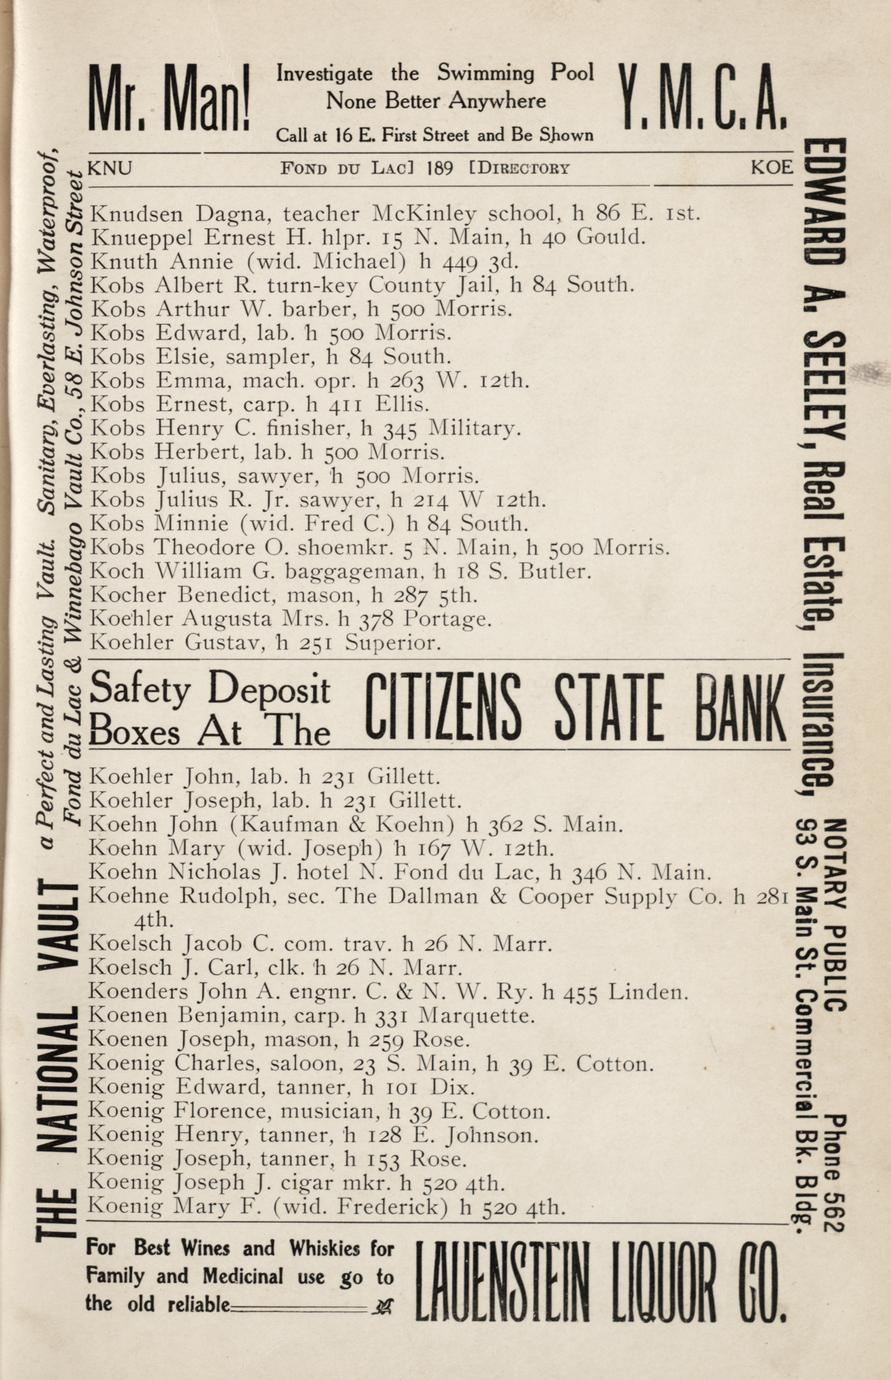 Mr. Man!
Investigate the Swimming Pool
None Better Anywhere
Call at 16 E. First Street and Be Shown
Y. M. C. A.
KNU FOND DU LAC] 189 [DIRECTORY KOE
Knudsen Dagna, teacher McKinley school, h 86 E. 1st.
Knueppel Ernest H. hlpr. 15 N. Main, h 40 Gould.
Knuth Annie (wid. Michael) h 449 3d.
Kobs Albert R. turn-key County Jail, h 84 South.
Kobs Arthur W. barber, h 500 Morris.
Kobs Edward, lab. h 500 Morris.
Kobs Elsie, sampler, h 84 South.
Kobs Emma, mach. opr. h 263 W. 12th.
Kobs Ernest, carp. h 411 Ellis.
Kobs Henry C. finisher, h 345 Military.
Kobs Herbert, lab. h 500 Morris.
Kobs Julius, sawyer, h 500 Morris.
Kobs Julius R. Jr. sawyer, h 214 W 12th.
Kobs Minnie (wid. Fred C.) h 84 South.
Kobs Theodore O. shoemkr. 5 N. Main, h 500 Morris.
Koch William G. baggageman, h 18 S. Butler.
Kocher Benedict, mason, h 287 5th.
Koehler Augusta Mrs. h 378 Portage.
Koehler Gustav, h 251 Superior.
Safety Deposit
Boxes At The
CITIZENS STATE BANK
Koehler John, lab. h 231 Gillett.
Koehler Joseph, lab. h 231 Gillett.
Koehn John (Kaufman & Koehn) h 362 S. Main.
Koehn Mary (wid. Joseph) h 167 W. 12th.
Koehn Nicholas J. hotel N. Fond du Lac, h 346 N. Main.
Koehne Rudolph, sec. The Dallman & Cooper Supply Co. h 281
4th.
Koelsch Jacob C. com. trav. h 26 N. Marr.
Koelsch J. Carl, clk. h 26 N. Marr.
Koenders John A. engnr. C. & N. W. Ry. h 455 Linden.
Koenen Benjamin, carp. h 331 Marquette.
Koenen Joseph, mason, h 259 Rose.
Koenig Charles, saloon, 23 S. Main, h 39 E. Cotton.
Koenig Edward, tanner, h 101 Dix.
Koenig Florence, musician, h 39 E. Cotton.
Koenig Henry, tanner, h 128 E. Johnson.
Koenig Joseph, tanner, h 153 Rose.
Koenig Joseph J. cigar mkr. h 520 4th.
Koenig Mary F. (wid. Frederick) h 520 4th.
For Best Wines and Whiskies for
Family and Medicinal use go to
the old reliable
LAUENSTEIN LIQUOR CO.
THE NATIONAL VAULT
a Perfect and Lasting Vault. Sanitary, Everlasting, Waterproof,
Fond du Lac & Winnebago Vault Co., 58 E. Johnson Street
EDWARD A. SEELEY, Real Estate, Insurance,
NOTARY PUBLIC Phone 562
93 S. Main St. Commercial Bk. Bldg.